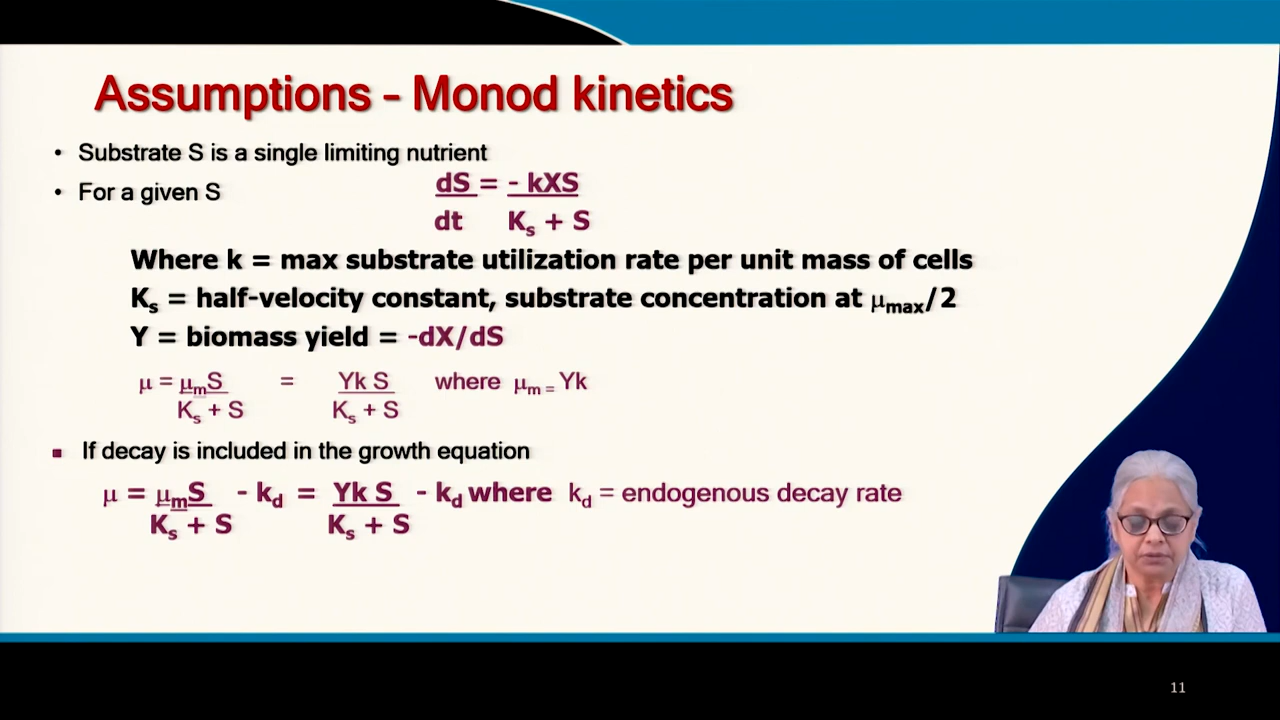 Assumptions - Monod kinetics
• Substrate S is a single limiting nutrient
• For a given S
dS = - kXS
dt Ks + S
Where k = max substrate utilization rate per unit mass of cells
Ks = half-velocity constant, substrate concentration at μmax/2
Y = biomass yield = -dX/dS
μ = μmS = Yk S where μm = Yk
Ks + S Ks + S
▪ If decay is included in the growth equation
μ = μmS - kd = Yk S - kd where kd = endogenous decay rate
Ks + S Ks + S
11